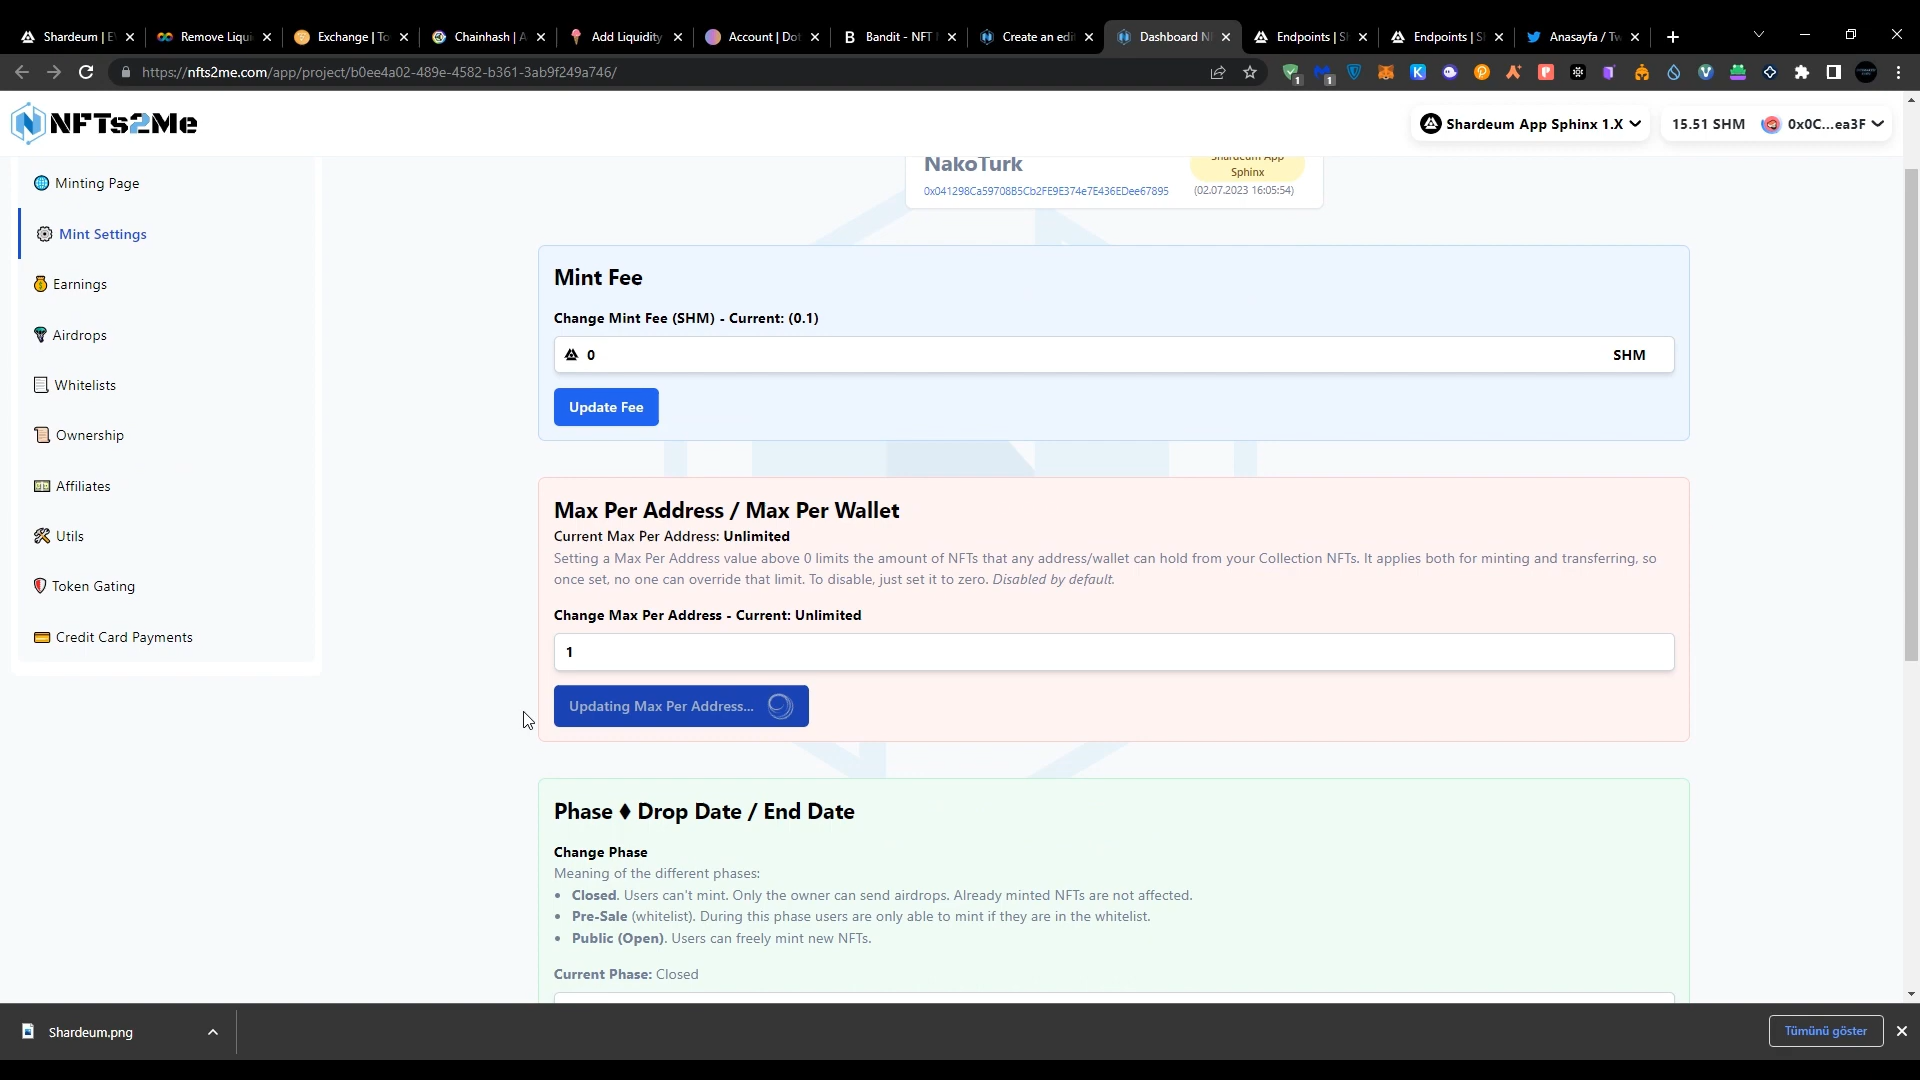 Shardeum | E
Remove Liqui
Exchange | To
Chainhash | A
Add Liquidity
Account | Dot
Bandit - NFT
Create an edi
Dashboard N
Endpoints | S
Endpoints | S
Anasayfa / Tw
https://nfts2me.com/app/project/b0ee4a02-489e-4582-b361-3ab9f249a746/
NFTs2Me
Shardeum App Sphinx 1.X
15.51 SHM
0x0C...ea3F
Minting Page
Mint Settings
Earnings
Airdrops
Whitelists
Ownership
Affiliates
Utils
Token Gating
Credit Card Payments
NakoTurk
Shardeum App
Sphinx
0x041298Ca59708B5Cb2FE9E374e7E436EDee67895
(02.07.2023 16:05:54)
Mint Fee
Change Mint Fee (SHM) - Current: (0.1)
0
SHM
Update Fee
Max Per Address / Max Per Wallet
Current Max Per Address: Unlimited
Setting a Max Per Address value above 0 limits the amount of NFTs that any address/wallet can hold from your Collection NFTs. It applies both for minting and transferring, so
once set, no one can override that limit. To disable, just set it to zero. Disabled by default.
Change Max Per Address - Current: Unlimited
1
Updating Max Per Address...
Phase ♦ Drop Date / End Date
Change Phase
Meaning of the different phases:
• Closed. Users can't mint. Only the owner can send airdrops. Already minted NFTs are not affected.
• Pre-Sale (whitelist). During this phase users are only able to mint if they are in the whitelist.
• Public (Open). Users can freely mint new NFTs.
Current Phase: Closed
Shardeum.png
Tümünü göster